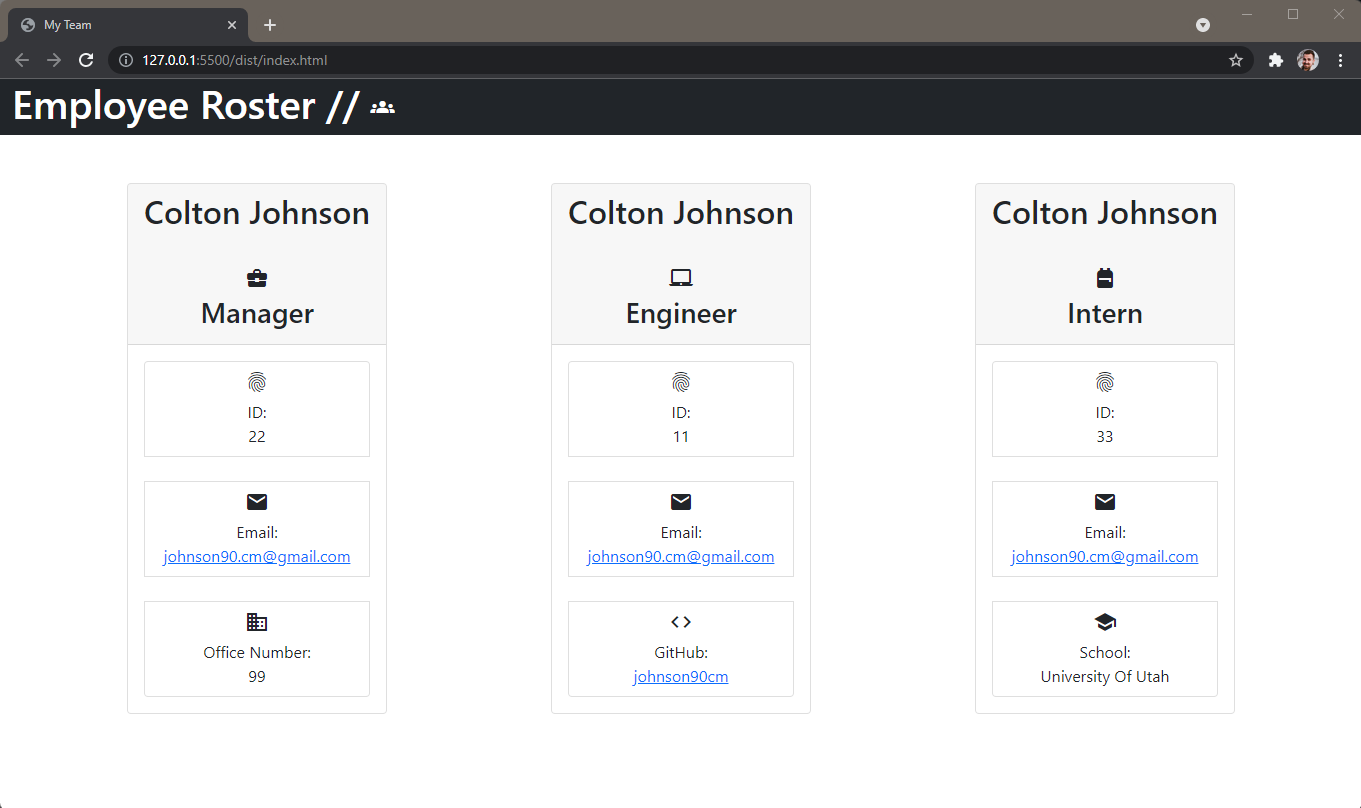 My Team
127.0.0.1:5500/dist/index.html
Employee Roster //
Colton Johnson
Manager
ID:
22
Email:
johnson90.cm@gmail.com
Office Number:
99
Colton Johnson
Engineer
ID:
11
Email:
johnson90.cm@gmail.com
GitHub:
johnson90cm
Colton Johnson
Intern
ID:
33
Email:
johnson90.cm@gmail.com
School:
University Of Utah